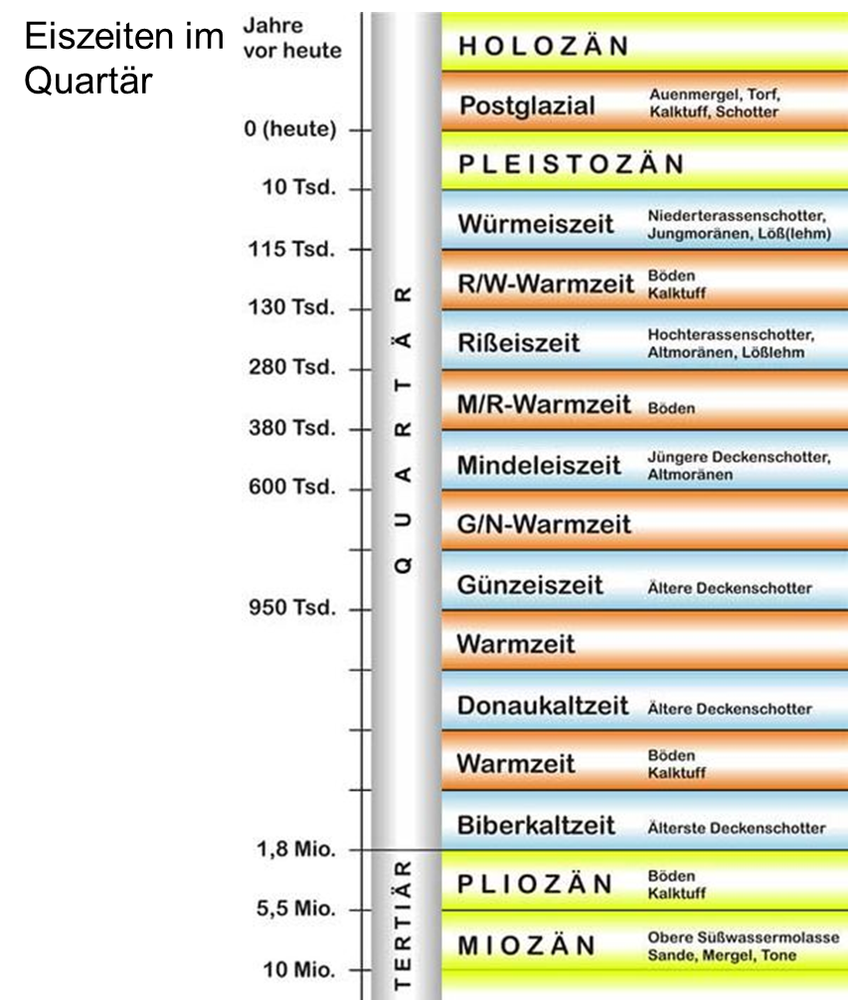 Eiszeiten im
Quartär
Jahre
vor heute
HOLOZÄN
Postglazial
Auenmergel, Torf,
Kalktuff, Schotter
0 (heute)
PLEISTOZÄN
10 Tsd.
Würmeiszeit
Niederterassenschotter,
Jungmoränen, Löß(lehm)
115 Tsd.
R/W-Warmzeit
Böden
Kalktuff
130 Tsd.
Rißeiszeit
Hochterassenschotter,
Altmoränen, Lößlehm
280 Tsd.
M/R-Warmzeit
Böden
380 Tsd.
Mindeleiszeit
Jüngere Deckenschotter,
Altmoränen
600 Tsd.
G/N-Warmzeit
Günzeiszeit
Ältere Deckenschotter
950 Tsd.
Warmzeit
Donaukaltzeit
Ältere Deckenschotter
Warmzeit
Böden
Kalktuff
Biberkaltzeit
Älterste Deckenschotter
1,8 Mio.
PLIOZÄN
Böden
Kalktuff
5,5 Mio.
MIOZÄN
Obere Süßwassermolasse
Sande, Mergel, Tone
10 Mio.
QUARTÄR
TERTIÄR